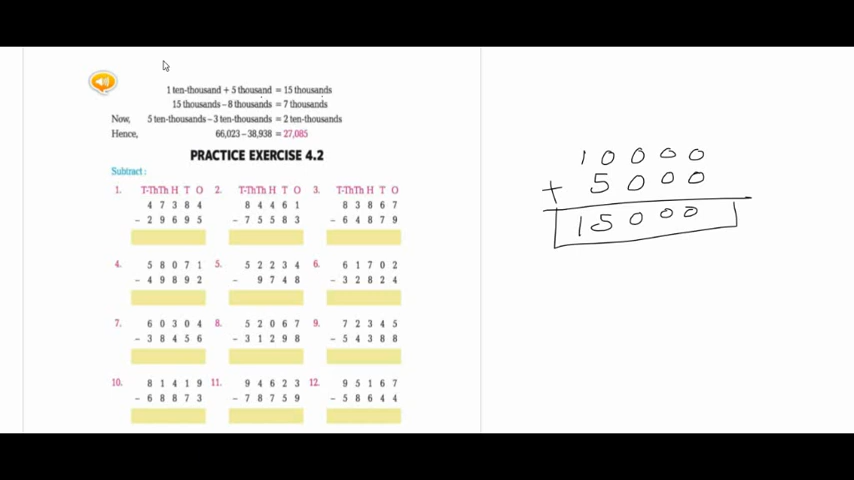 1 ten-thousand + 5 thousand = 15 thousands
15 thousands – 8 thousands = 7 thousands
Now, 5 ten-thousands – 3 ten-thousands = 2 ten-thousands
Hence, 66,023 – 38,938 = 27,085
PRACTICE EXERCISE 4.2
Subtract :
1. T-Th Th H T O 2. T-Th Th H T O 3. T-Th Th H T O
4 7 3 8 4 8 4 4 6 1 8 3 8 6 7
– 2 9 6 9 5 – 7 5 5 8 3 – 6 4 8 7 9
4. 5 8 0 7 1 5. 5 2 2 3 4 6. 6 1 7 0 2
– 4 9 8 9 2 – 9 7 4 8 – 3 2 8 2 4
7. 6 0 3 0 4 8. 5 2 0 6 7 9. 7 2 3 4 5
– 3 8 4 5 6 – 3 1 2 9 8 – 5 4 3 8 8
10. 8 1 4 1 9 11. 9 4 6 2 3 12. 9 5 1 6 7
– 6 8 8 7 3 – 7 8 7 5 9 – 5 8 6 4 4
1 0 0 0 0
+ 5 0 0 0
1 5 0 0 0